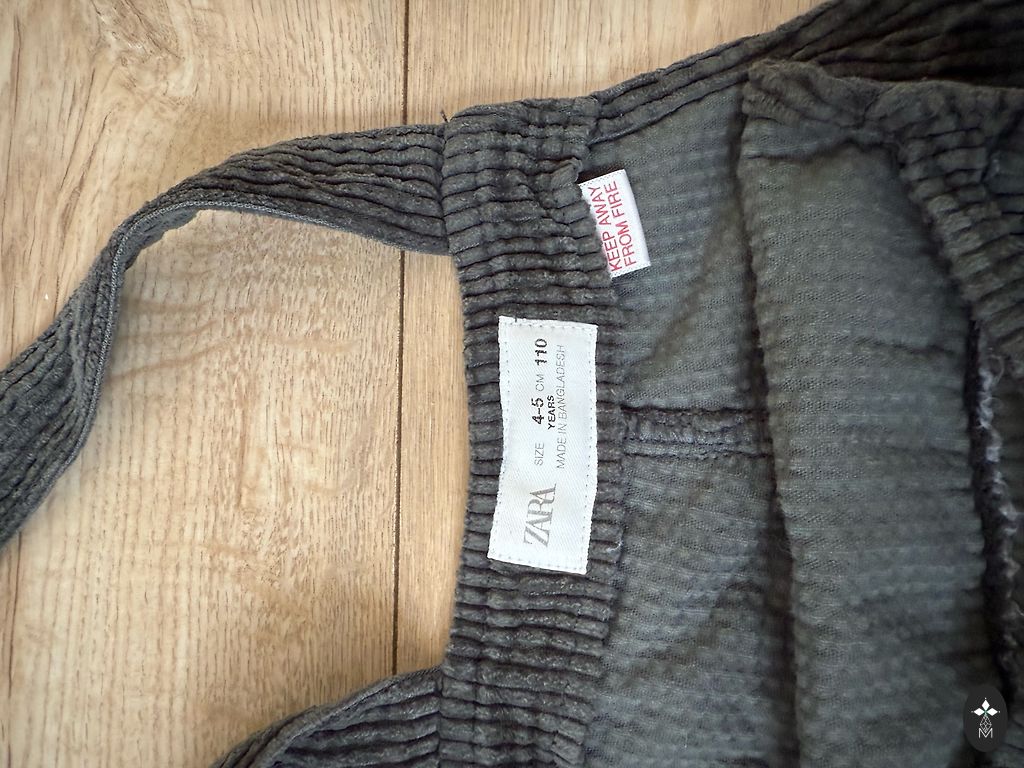 KEEP AWAY
FROM FIRE
ZARA
SIZE 4-5 CM 110
YEARS
MADE IN BANGLADESH
M